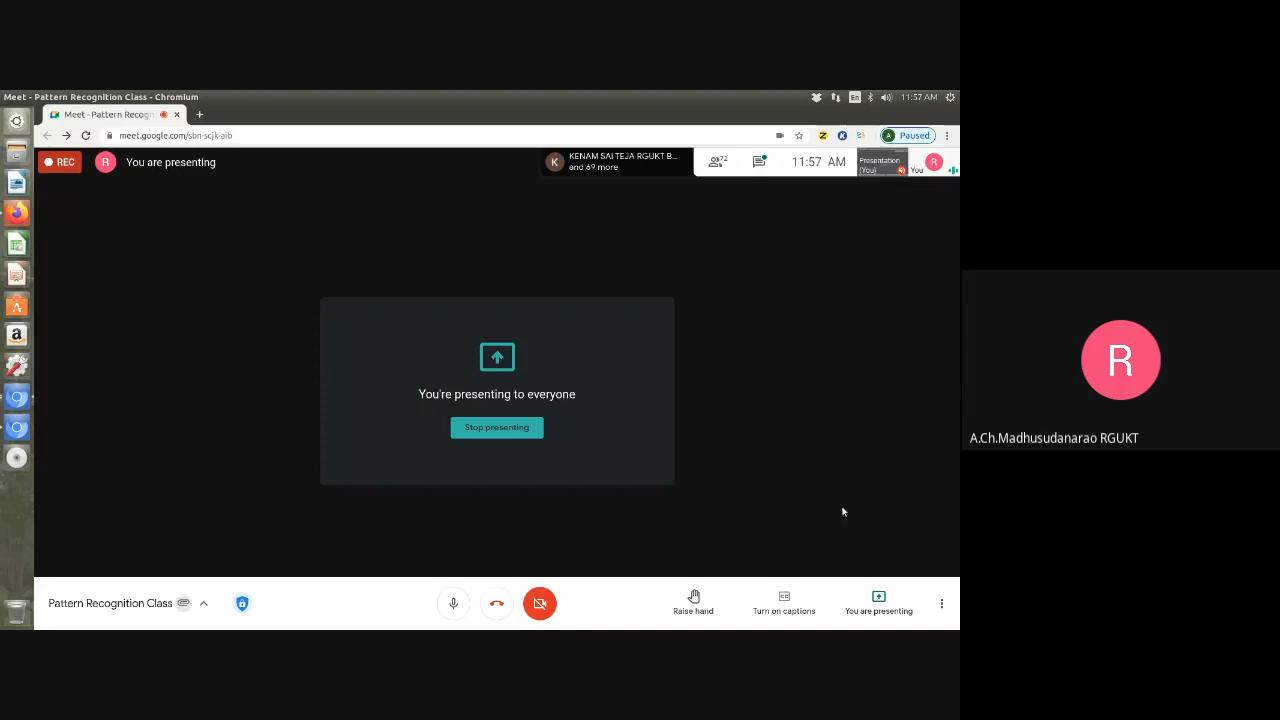 Meet - Pattern Recognition Class - Chromium
En
11:57 AM
Meet - Pattern Recogn
meet.google.com/sbn-scjk-aib
A
Paused
REC
R
You are presenting
K
KENAM SAI TEJA RGUKT B...
and 69 more
72
11:57 AM
Presentation
(You)
You
R
You're presenting to everyone
Stop presenting
R
A.Ch.Madhusudanarao RGUKT
Pattern Recognition Class
Raise hand
Turn on captions
You are presenting